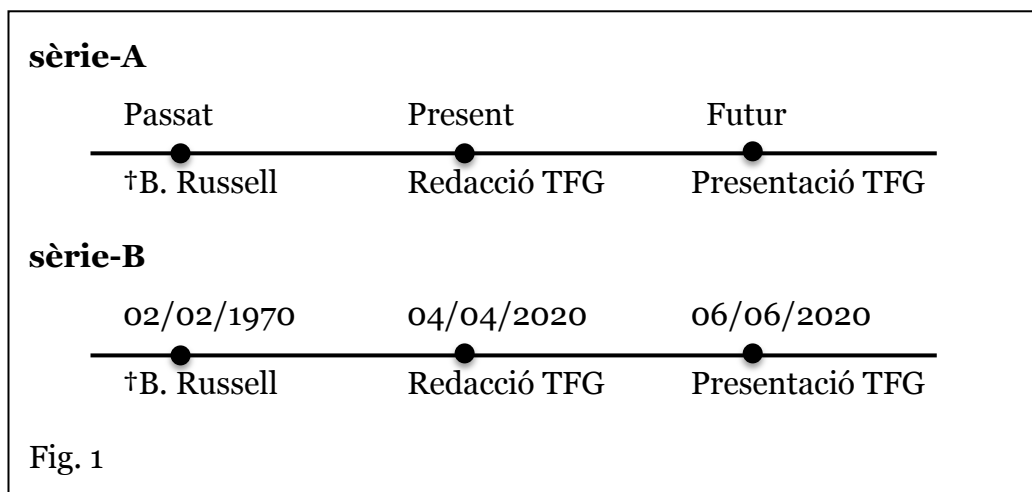 sèrie-A
Passat Present Futur
†B. Russell Redacció TFG Presentació TFG
sèrie-B
02/02/1970 04/04/2020 06/06/2020
†B. Russell Redacció TFG Presentació TFG
Fig. 1